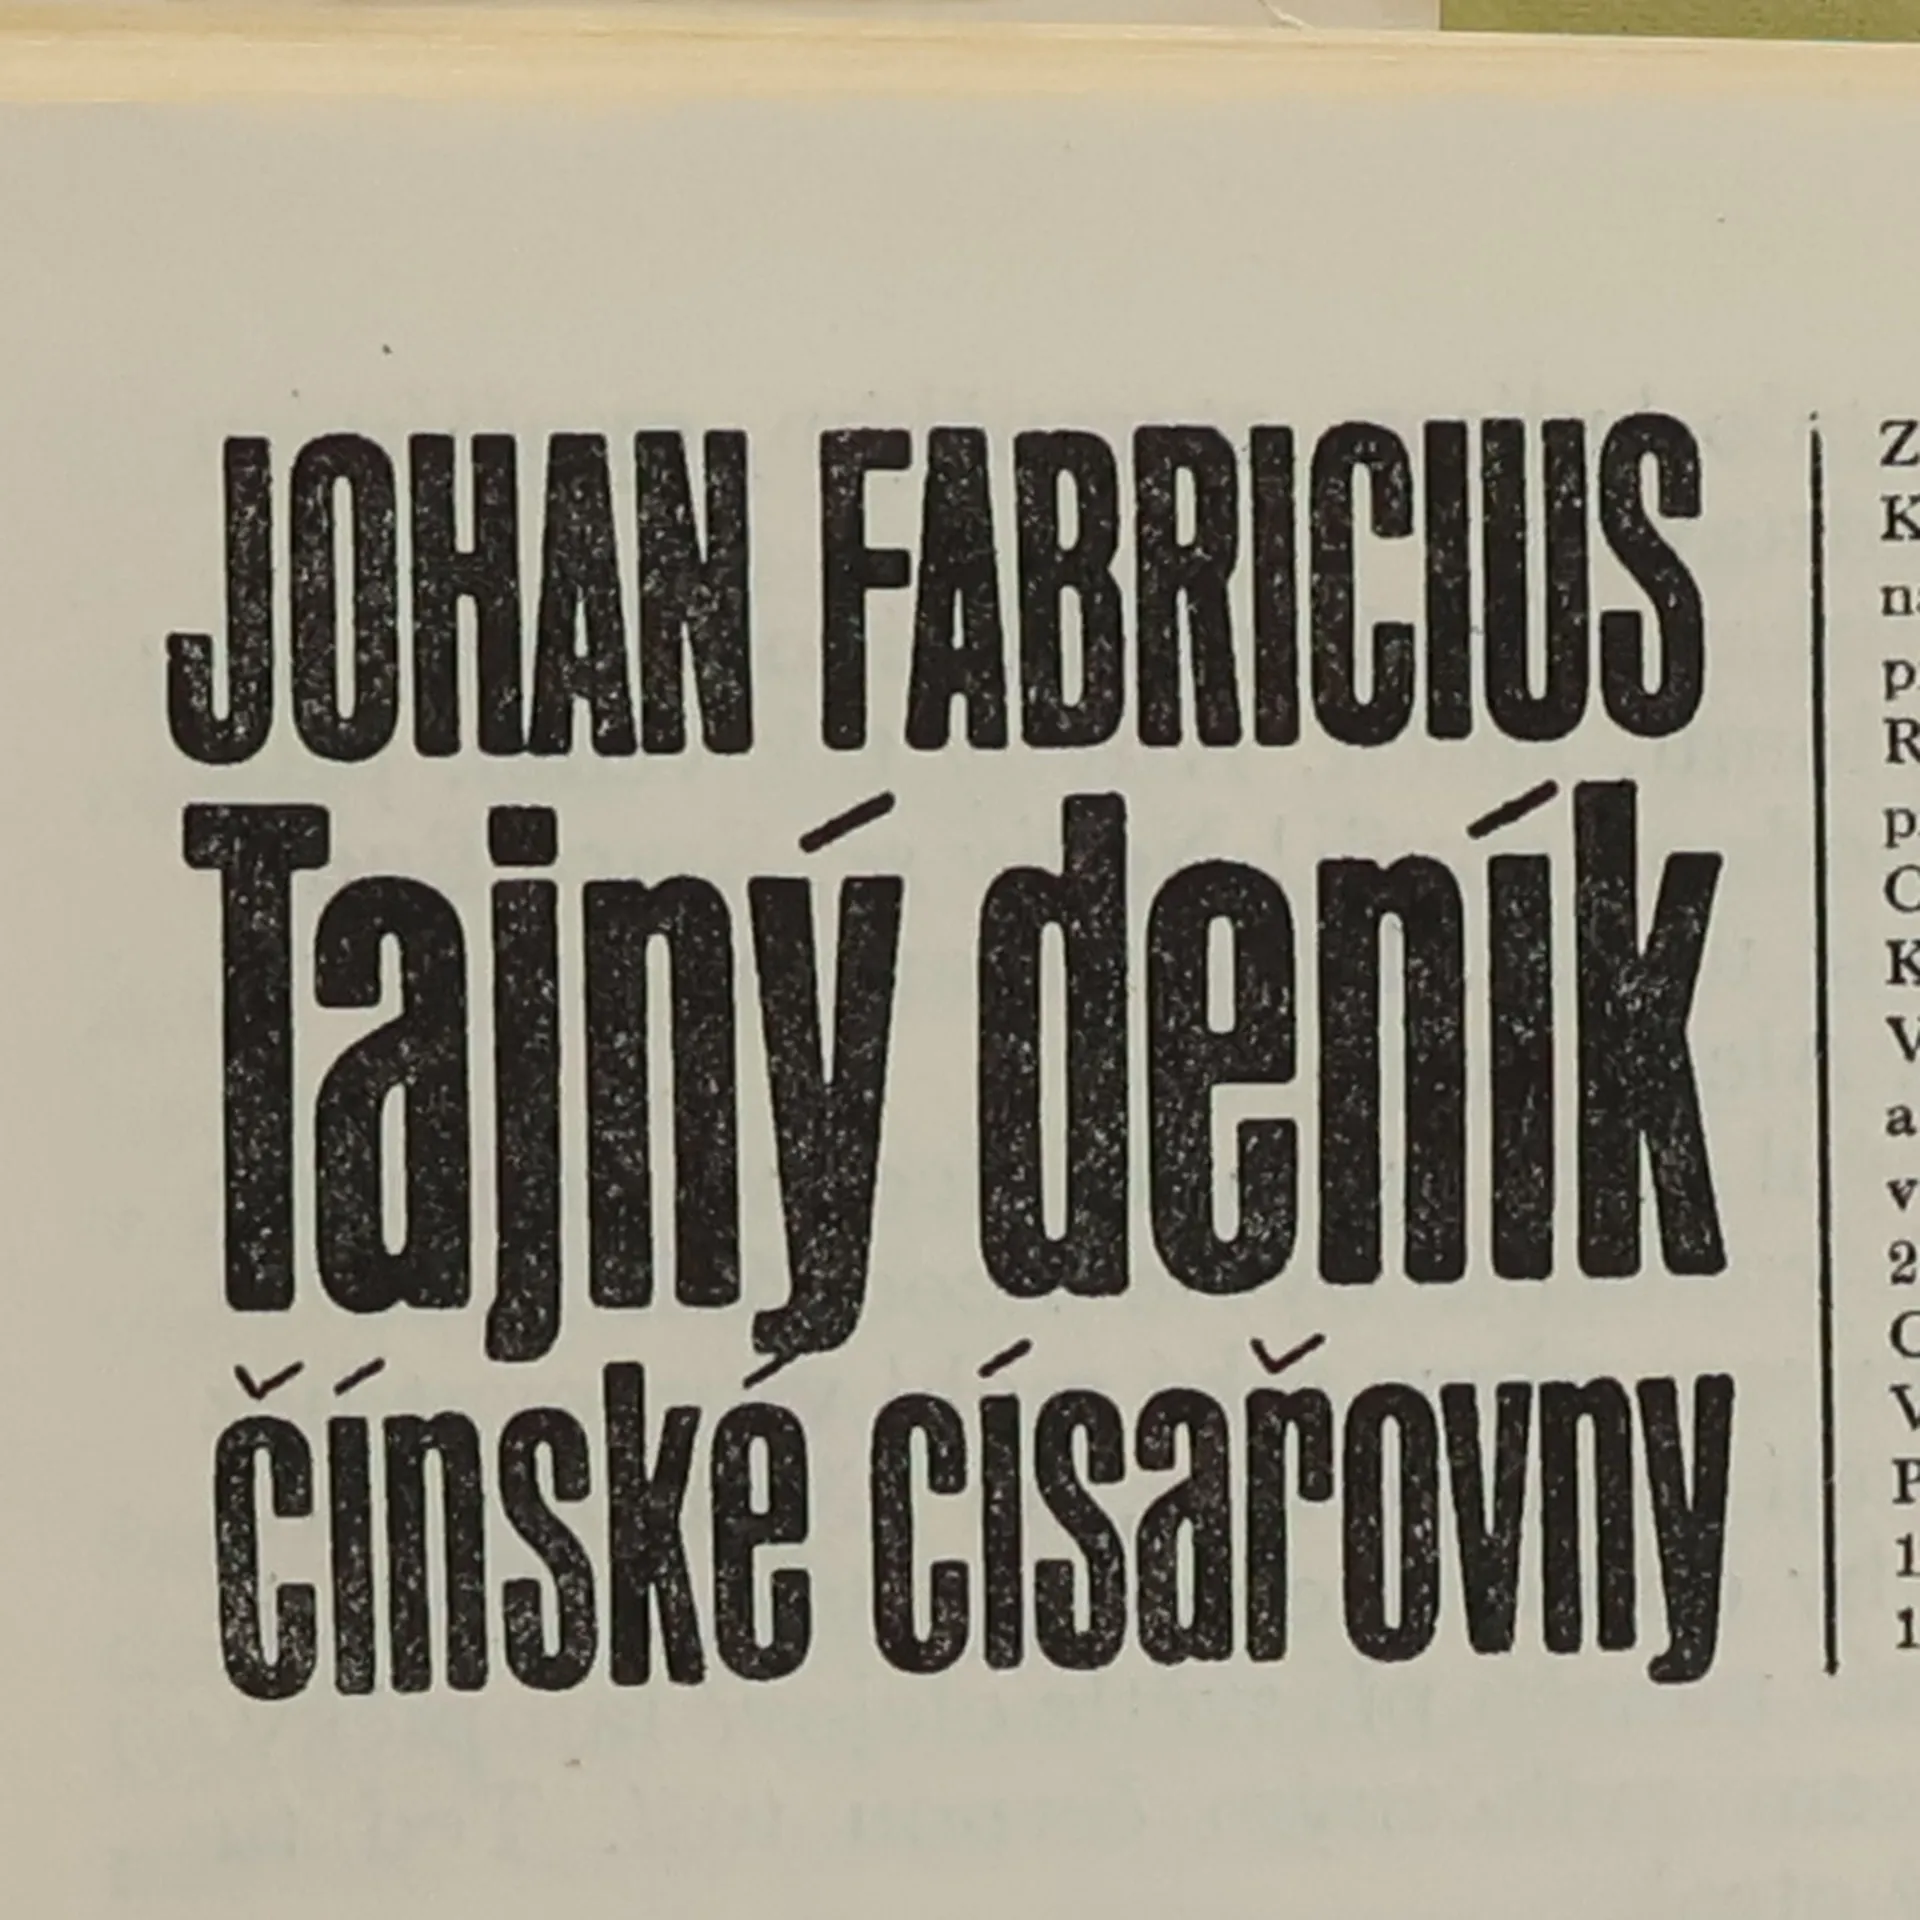 JOHAN FABRICIUS
Tajný deník
čínské císařovny